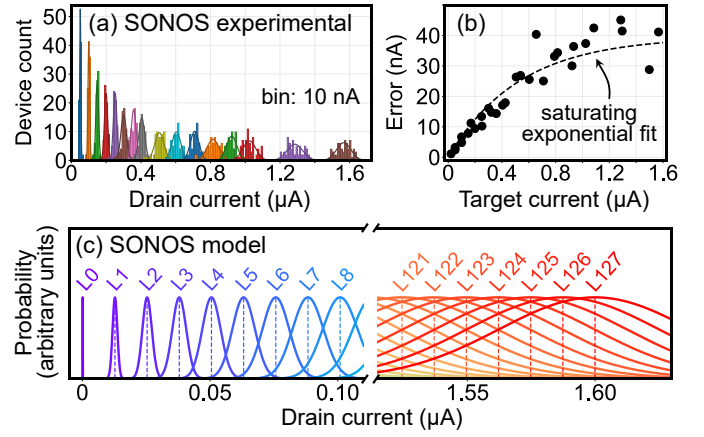 (a) SONOS experimental
Device count
50
40
30
20
10
0
bin: 10 nA
0
0.4
0.8
1.2
1.6
Drain current (µA)
(b)
Error (nA)
40
30
20
10
0
saturating
exponential fit
0
0.4
0.8
1.2
1.6
Target current (µA)
(c) SONOS model
Probability
(arbitrary units)
L0
L1
L2
L3
L4
L5
L6
L7
L8
L121
L122
L123
L124
L125
L126
L127
0
0.05
0.10
1.55
1.60
Drain current (µA)